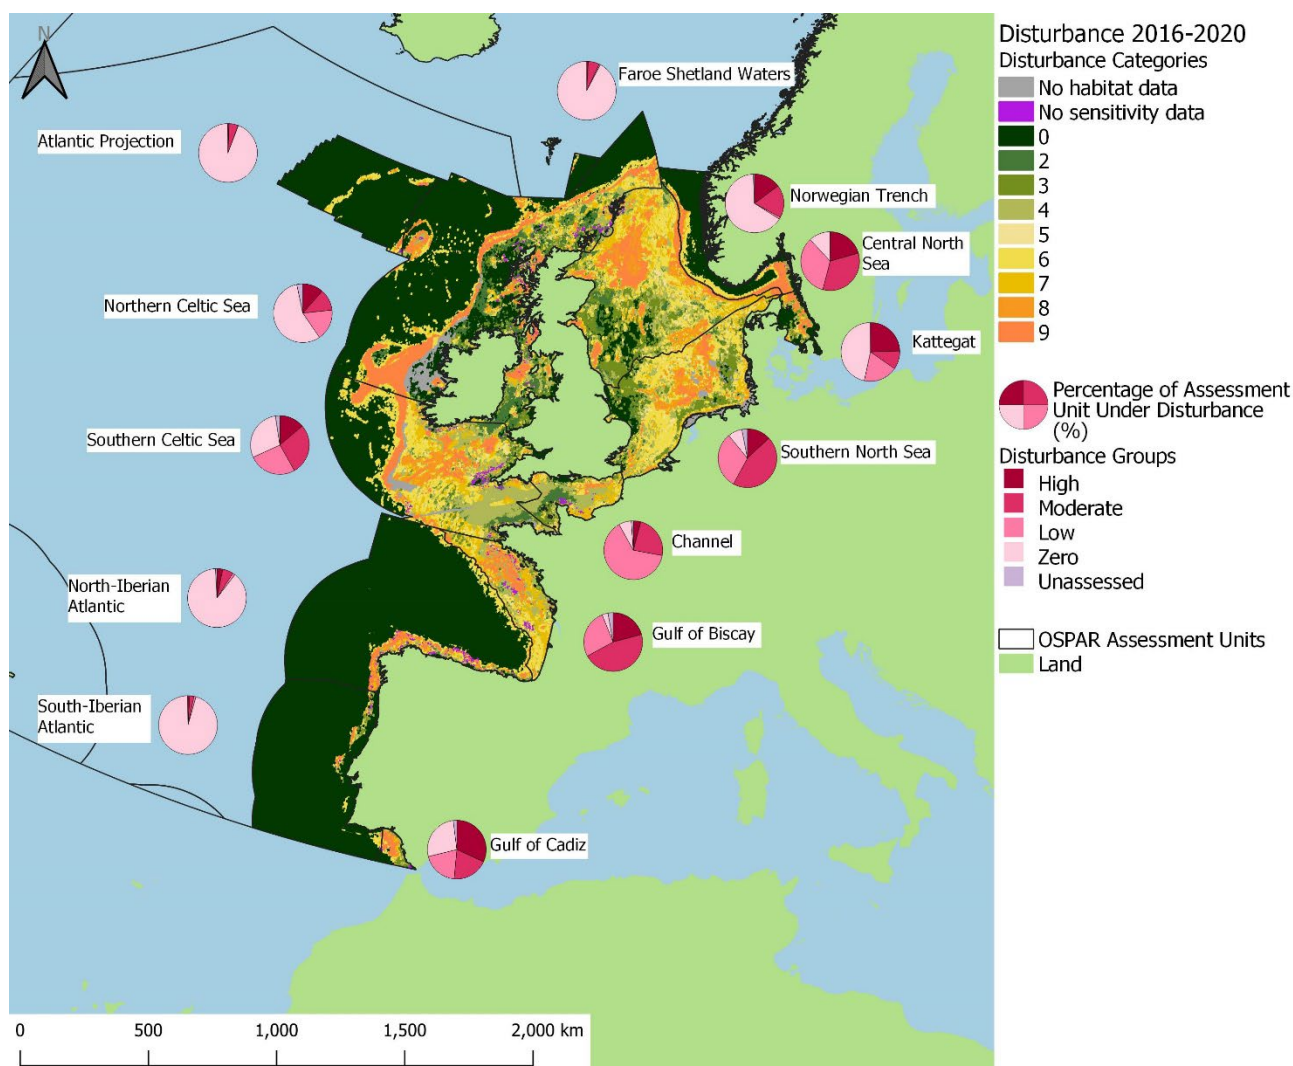 N
Faroe Shetland Waters
Atlantic Projection
Norwegian Trench
Central North
Sea
Northern Celtic Sea
Kattegat
Southern Celtic Sea
Southern North Sea
Channel
North-Iberian
Atlantic
Gulf of Biscay
South-Iberian
Atlantic
Gulf of Cadiz
0 500 1,000 1,500 2,000 km
Disturbance 2016-2020
Disturbance Categories
No habitat data
No sensitivity data
0
2
3
4
5
6
7
8
9
Percentage of Assessment
Unit Under Disturbance
(%)
Disturbance Groups
High
Moderate
Low
Zero
Unassessed
OSPAR Assessment Units
Land